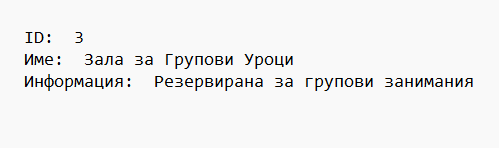 ID:  3
Име:  Зала за Групови Уроци
Информация:  Резервирана за групови занимания